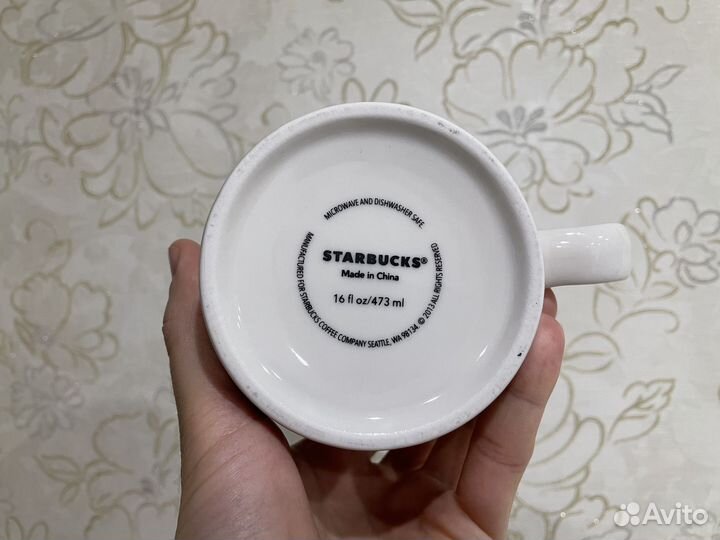 MICROWAVE AND DISHWASHER SAFE
STARBUCKS®
Made in China
16 fl oz/473 ml
MANUFACTURED FOR STARBUCKS COFFEE COMPANY SEATTLE, WA 98134 © 2013 ALL RIGHTS RESERVED
Avito